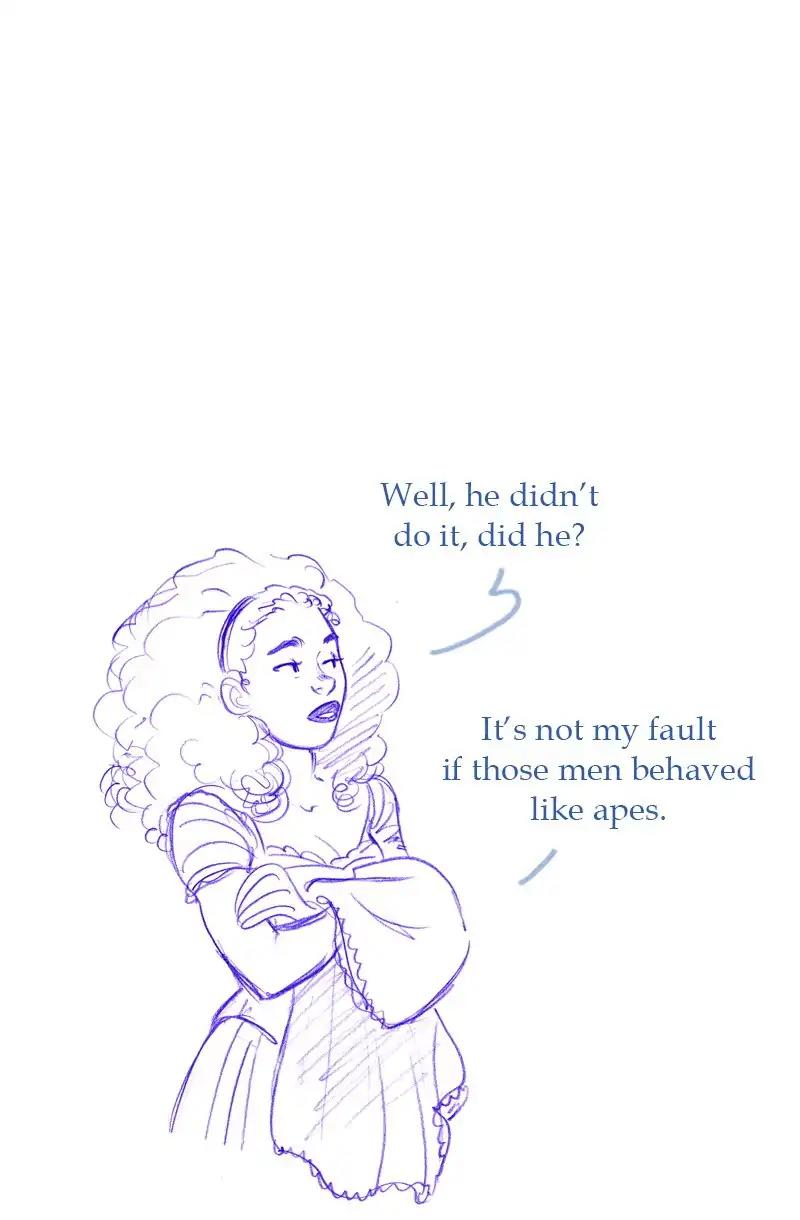 Well, he didn’t
do it, did he?
It’s not my fault
if those men behaved
like apes.